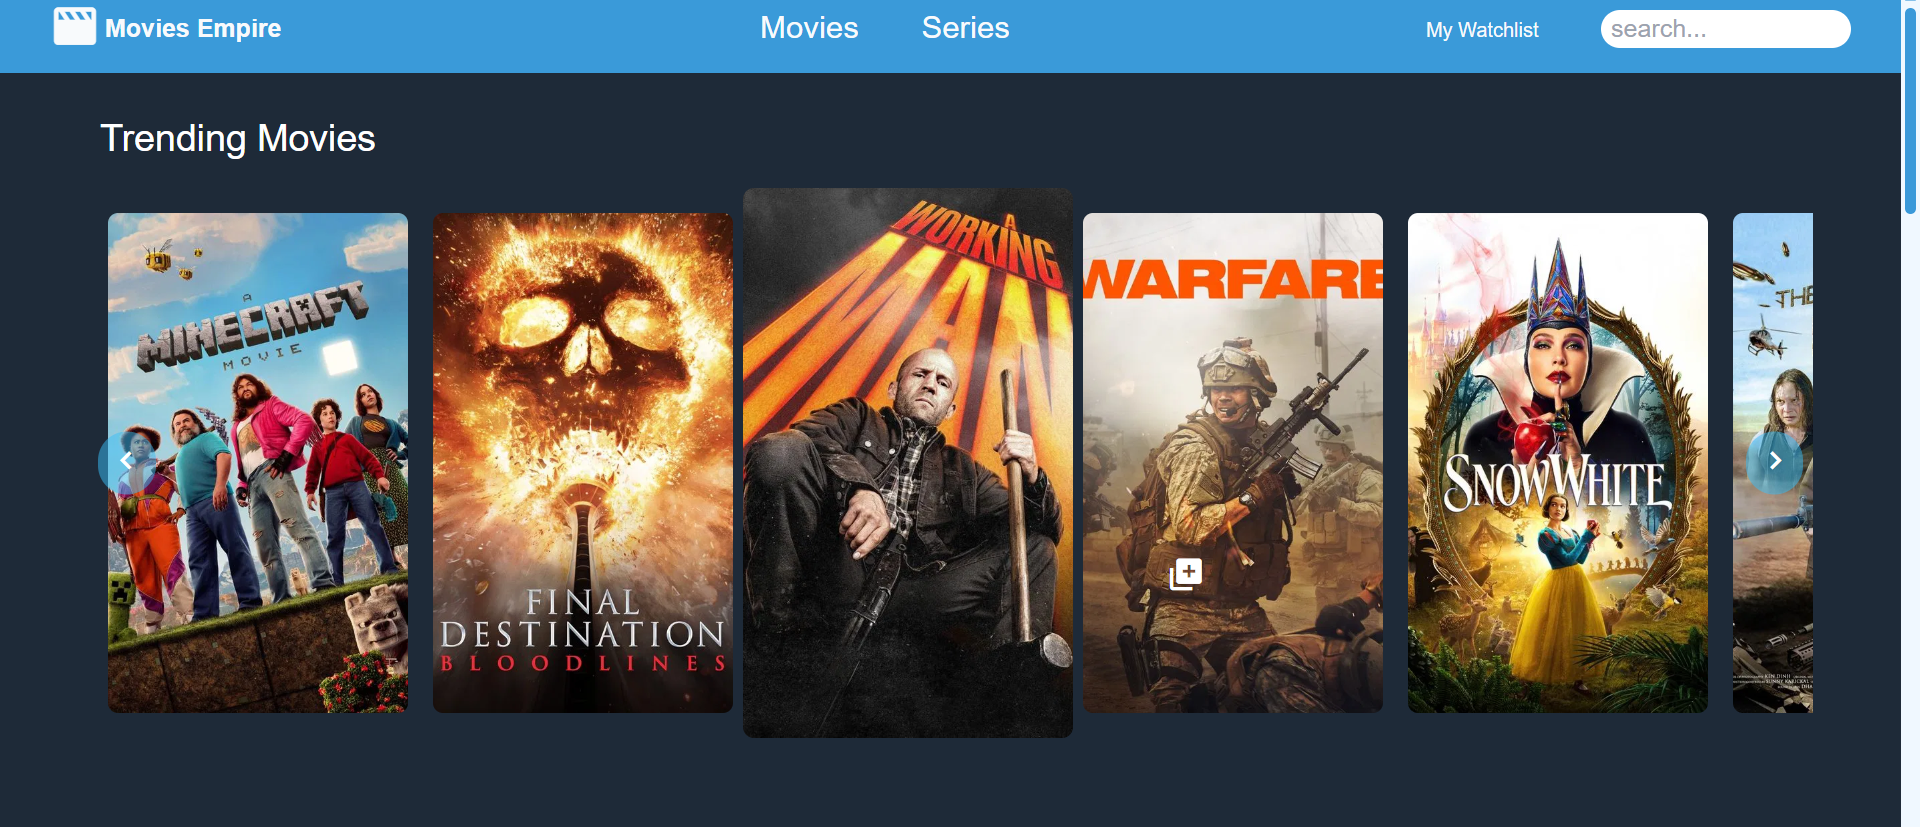 Movies Empire
Movies
Series
My Watchlist
search...
Trending Movies
A
MINECRAFT
MOVIE
FINAL
DESTINATION
BLOODLINES
A
WORKING
MAN
WARFARE
SNOW WHITE
THE